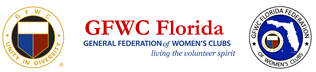 GFWC
UNITY IN DIVERSITY
GFWC Florida
GENERAL FEDERATION of WOMEN'S CLUBS
living the volunteer spirit
GFWC FLORIDA FEDERATION
OF WOMEN'S CLUBS